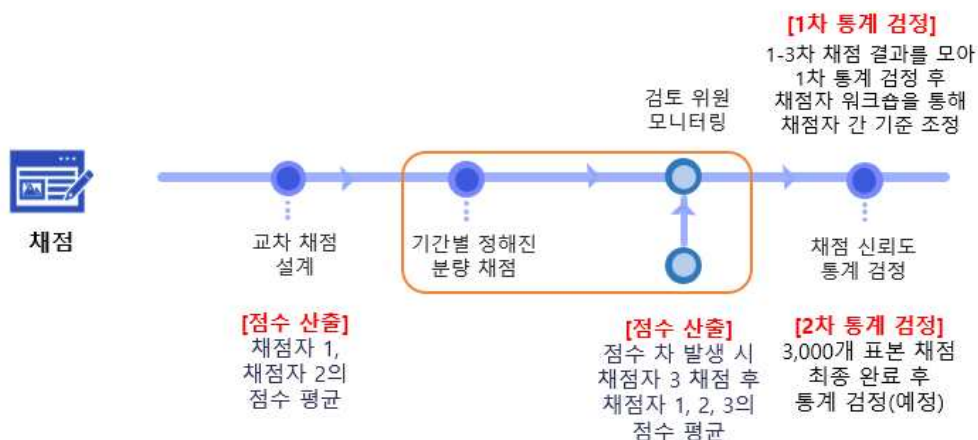 [1차 통계 검정]
1-3차 채점 결과를 모아
1차 통계 검정 후
채점자 워크숍을 통해
채점자 간 기준 조정
검토 위원
모니터링
채점
교차 채점
설계
기간별 정해진
분량 채점
채점 신뢰도
통계 검정
[점수 산출]
채점자 1,
채점자 2의
점수 평균
[점수 산출]
점수 차 발생 시
채점자 3 채점 후
채점자 1, 2, 3의
점수 평균
[2차 통계 검정]
3,000개 표본 채점
최종 완료 후
통계 검정(예정)